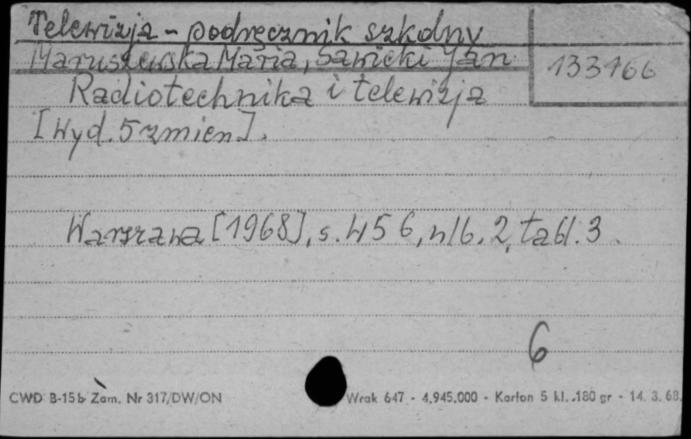 Telewizja - podręcznik szkolny
Maruszewska Maria, Sawicki Jan
133166
Radiotechnika i telewizja
[Wyd. 5 zmien].
Warszawa [1968], s. 456, nlb. 2, tabl. 3.
6
CWD B-15b Zam. Nr 317/DW/ON
Wrak 647 - 4,945.000 - Karton 5 kl. .180 gr - 14. 3. 68.